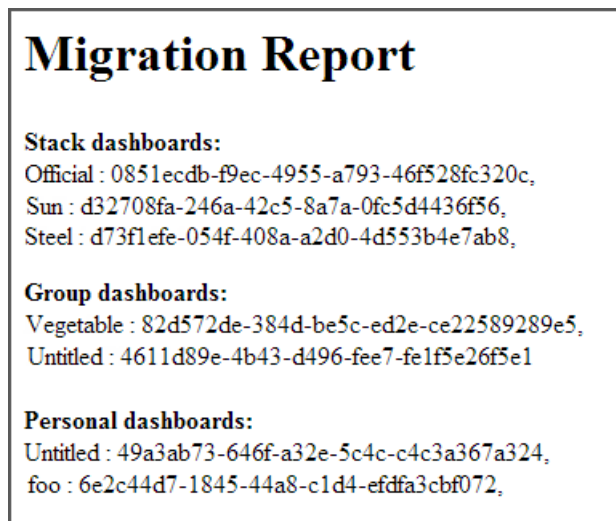 Migration Report
Stack dashboards:
Official : 0851ecdb-f9ec-4955-a793-46f528fc320c,
Sun : d32708fa-246a-42c5-8a7a-0fc5d4436f56,
Steel : d73f1efe-054f-408a-a2d0-4d553b4e7ab8,
Group dashboards:
Vegetable : 82d572de-384d-be5c-ed2e-ce22589289e5,
Untitled : 4611d89e-4b43-d496-fee7-fe1f5e26f5e1
Personal dashboards:
Untitled : 49a3ab73-646f-a32e-5c4c-c4c3a367a324,
foo : 6e2c44d7-1845-44a8-c1d4-efdfa3cbf072,